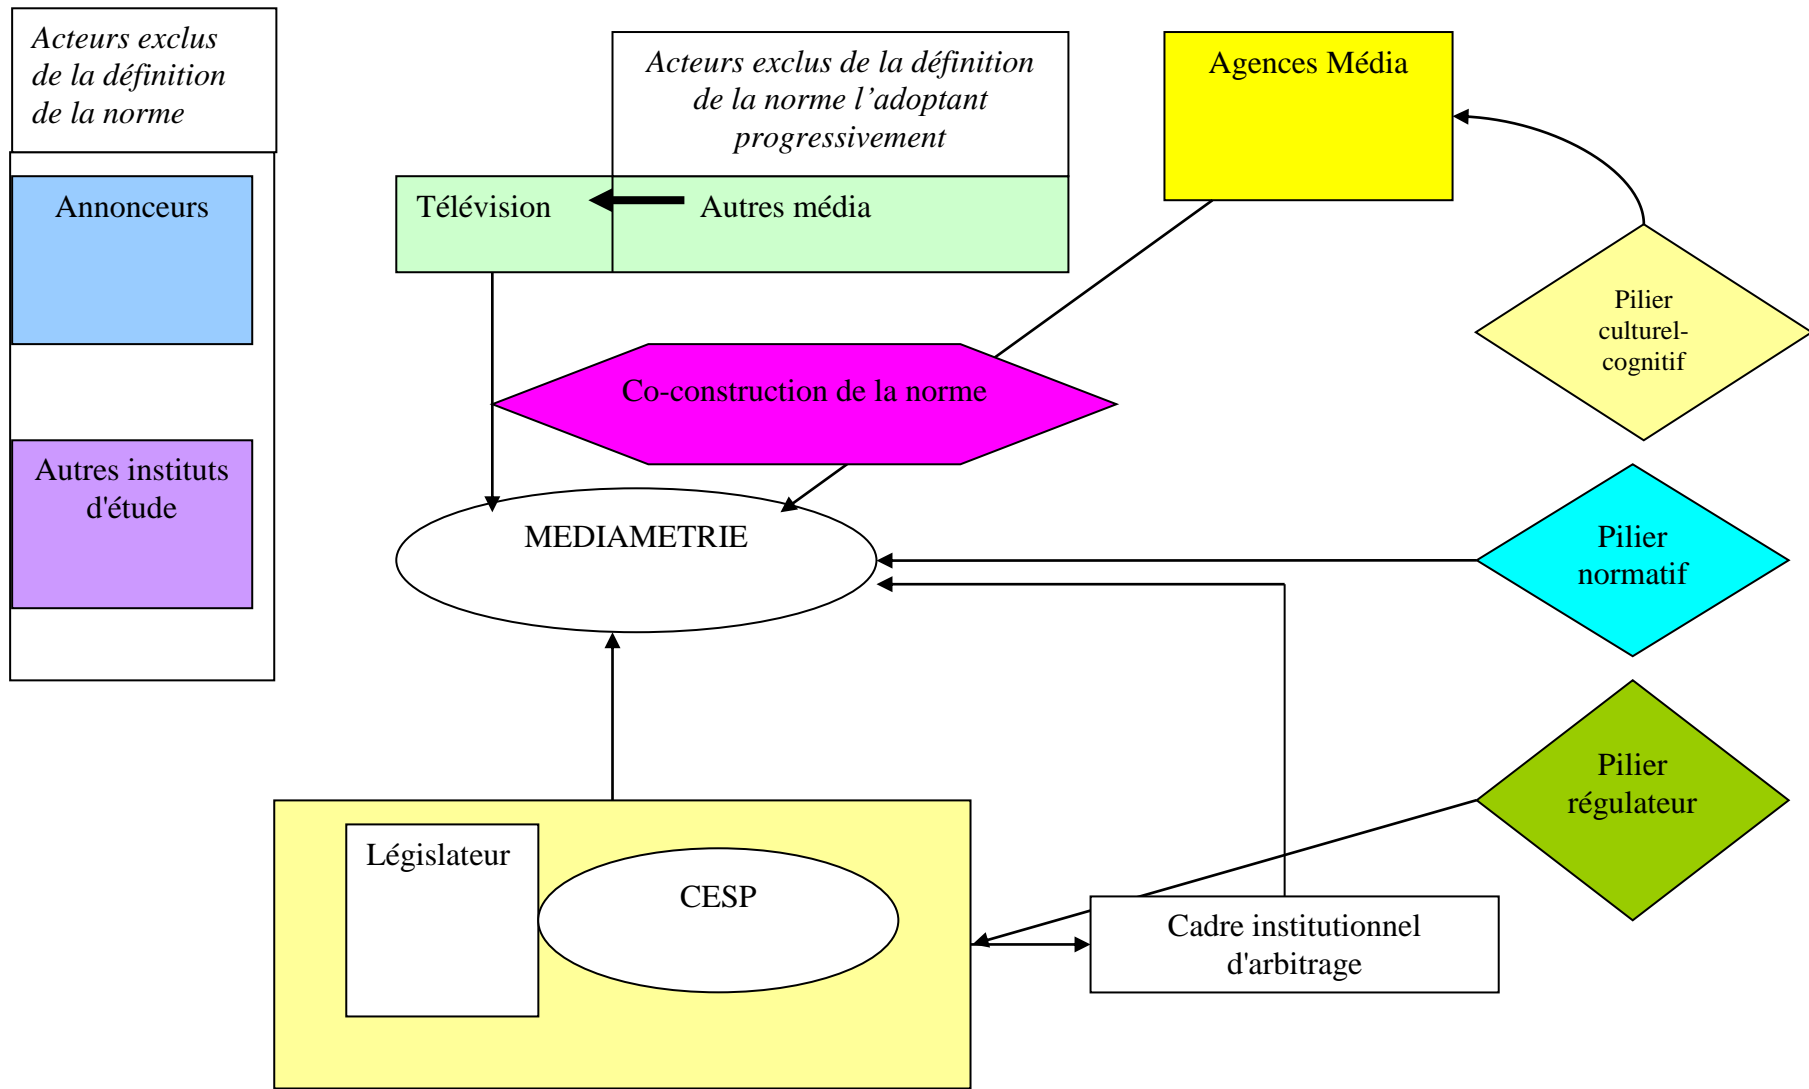 Acteurs exclus
de la définition
de la norme
Annonceurs
Autres instituts
d'étude
Acteurs exclus de la définition
de la norme l’adoptant
progressivement
Télévision
Autres média
Agences Média
Co-construction de la norme
MEDIAMETRIE
Pilier
culturel-
cognitif
Pilier
normatif
Pilier
régulateur
Législateur
CESP
Cadre institutionnel
d'arbitrage